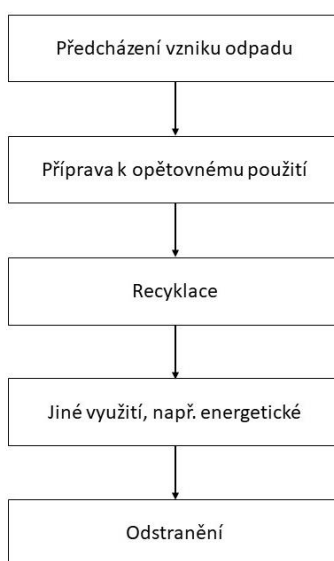 Předcházení vzniku odpadu
Příprava k opětovnému použití
Recyklace
Jiné využití, např. energetické
Odstranění